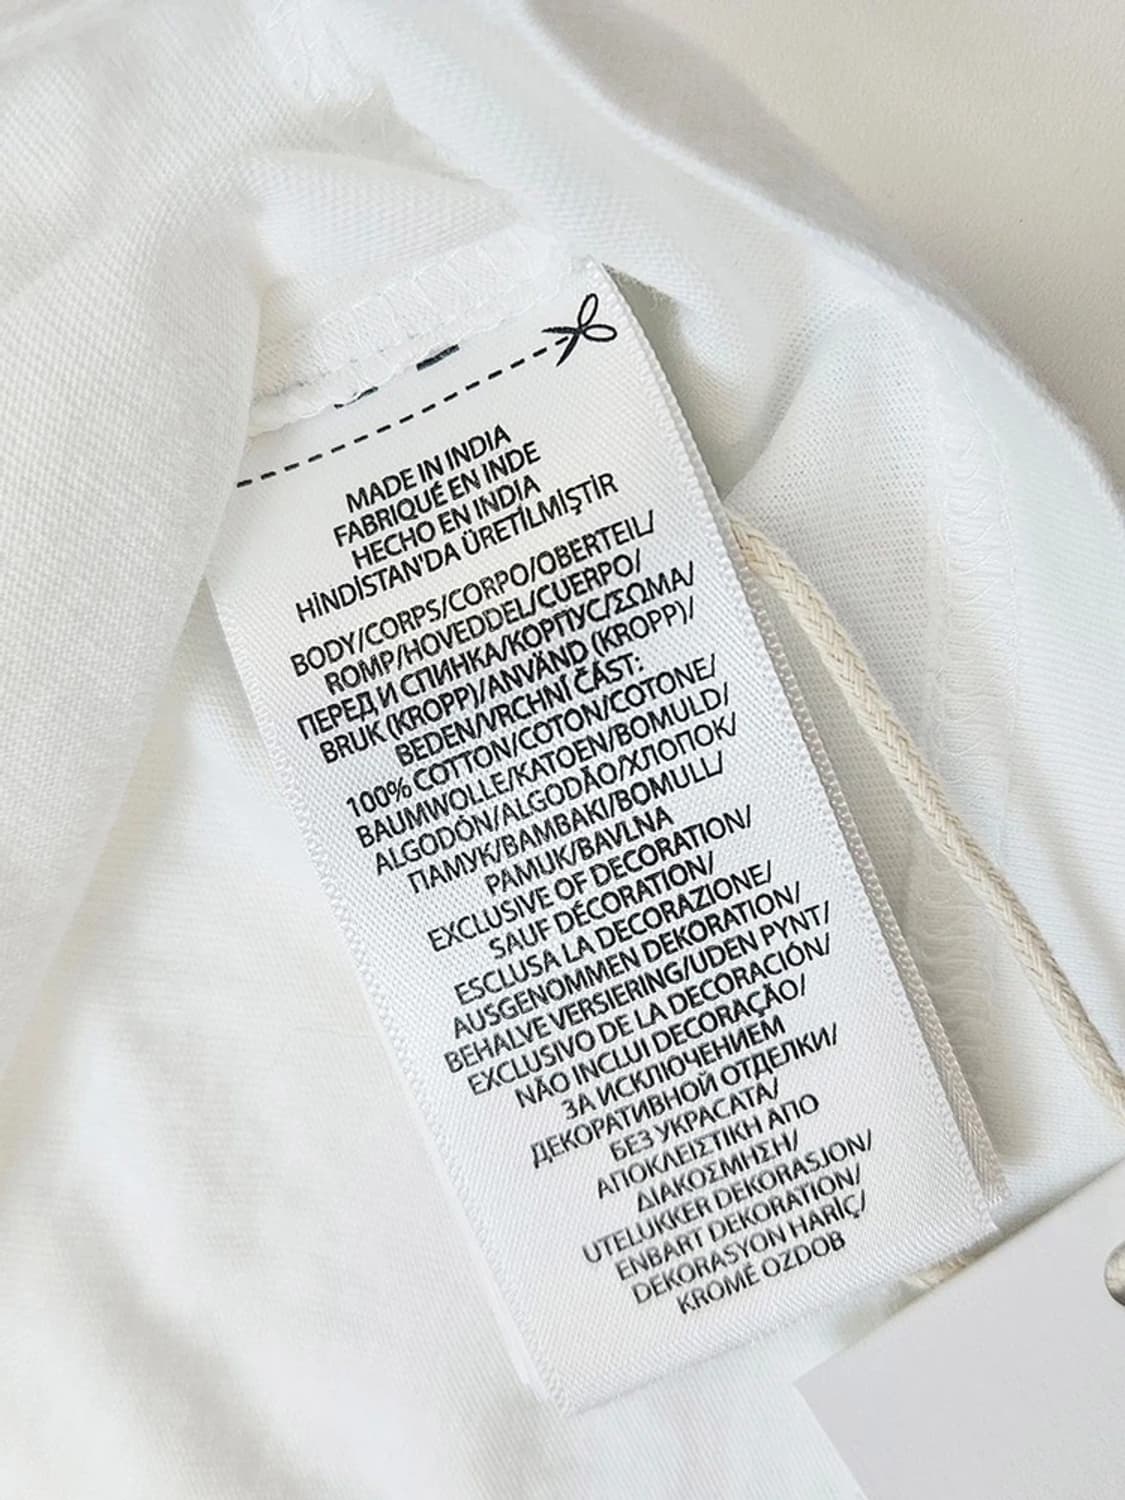 MADE IN INDIA
FABRIQUÉ EN INDE
HECHO EN INDIA
HİNDİSTAN'DA ÜRETİLMİŞTİR
BODY/CORPS/CORPO/OBERTEIL/
ROMP/HOVEDDEL/CUERPO/
ПЕРЕД И СПИНКА/КОРПУС/ΣΩΜΑ/
BRUK (KROPP)/ANVÄND (KROPP)/
BEDEN/VRCHNÍ ČÁST:
100% COTTON/COTON/COTONE/
BAUMWOLLE/KATOEN/BOMULD/
ALGODÓN/ALGODÃO/ХЛОПОК/
ПАМУК/BAMBAKI/BOMULL/
PAMUK/BAVLNA
EXCLUSIVE OF DECORATION/
SAUF DÉCORATION/
ESCLUSA LA DECORAZIONE/
AUSGENOMMEN DEKORATION/
BEHALVE VERSIERING/UDEN PYNT/
EXCLUSIVO DE LA DECORACIÓN/
NÃO INCLUI DECORAÇÃO/
ЗА ИСКЛЮЧЕНИЕМ
ДЕКОРАТИВНОЙ ОТДЕЛКИ/
БЕЗ УКРАСАТА/
ΑΠΟΚΛΕΙΣΤΙΚΗ ΑΠΟ
ΔΙΑΚΟΣΜΗΣΗ/
UTELUKKER DEKORASJON/
ENBART DEKORATION/
DEKORASYON HARİÇ/
KROMĚ OZDOB